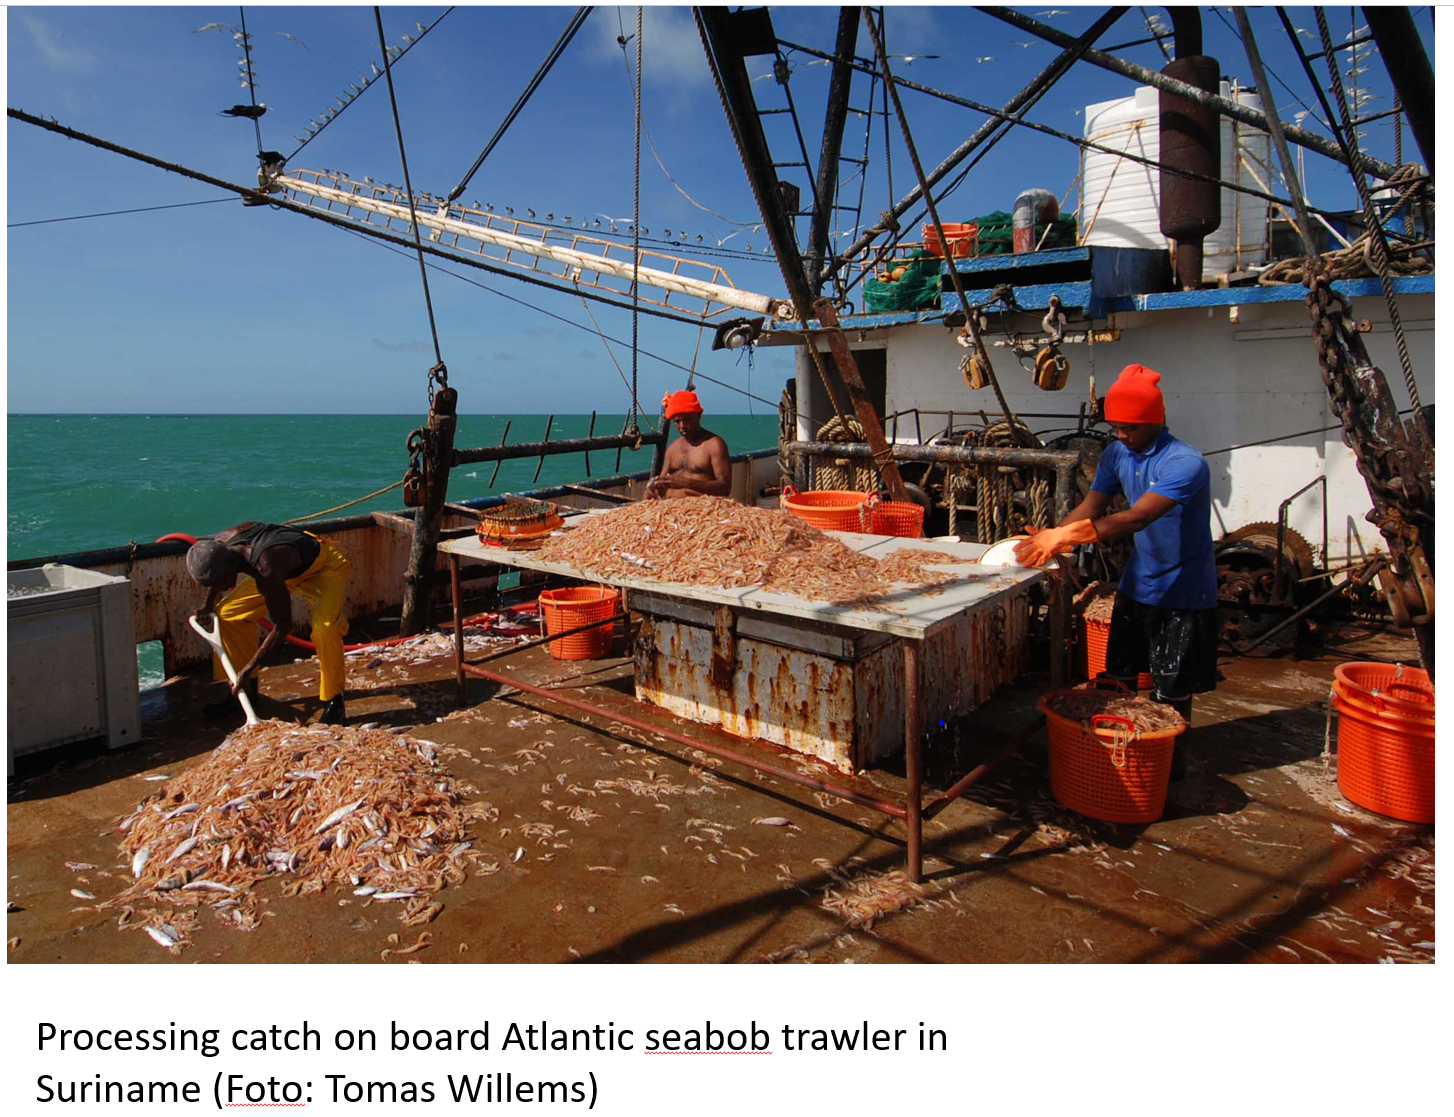 Processing catch on board Atlantic seabob trawler in
Suriname (Foto: Tomas Willems)